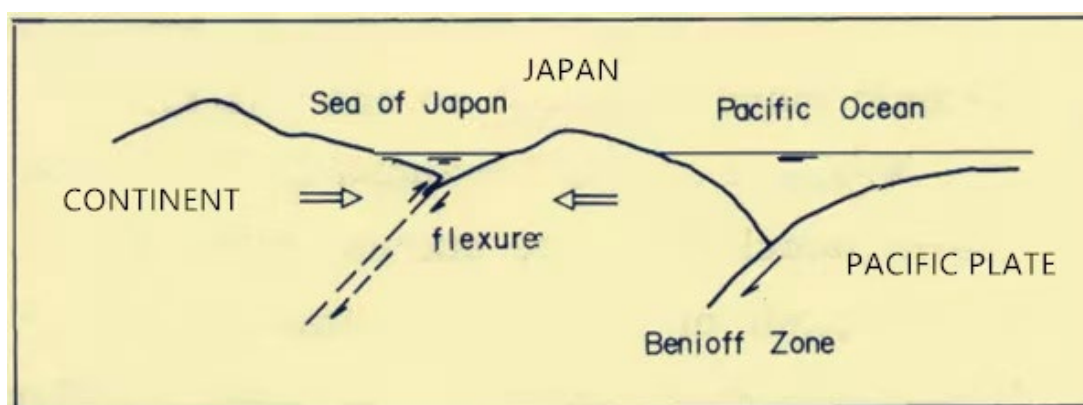 JAPAN
Sea of Japan
Pacific Ocean
CONTINENT
flexure
PACIFIC PLATE
Benioff Zone